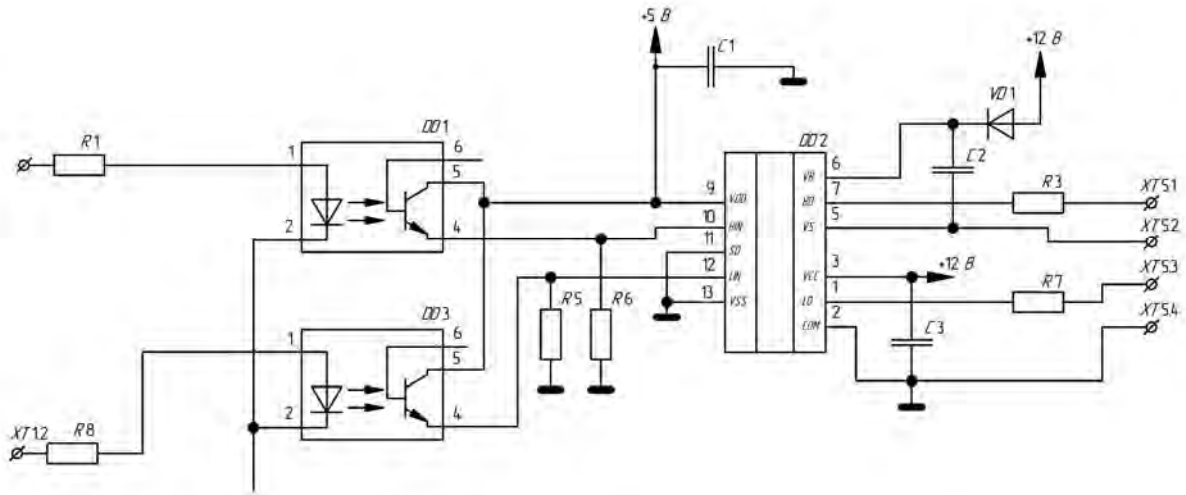 +5 В
C1
+12 В
VD1
R1
1
DD1
6
5
2
4
DD2
9
VDD
10
HIN
11
SD
12
LIN
13
VSS
VB
6
HO
7
VS
5
VCC
3
LO
1
COM
2
C2
R3
XT5.1
XT5.2
+12 В
XT5.3
R7
XT5.4
C3
R5
R6
DD3
1
6
5
2
4
XT1.2
R8